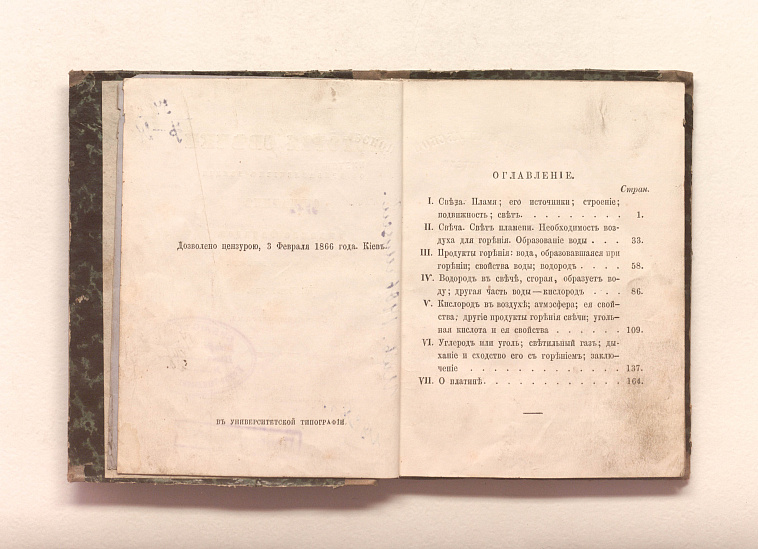 Дозволено цензурою, 3 Февраля 1866 года. Кіевъ.
ВЪ УНИВЕРСИТЕТСКОЙ ТИПОГРАФІИ
ОГЛАВЛЕНІЕ.
Стран.
I. Свѣча. Пламя; его источники; строеніе;
подвижность; свѣтъ. . . . . . . . . 1.
II. Свѣча. Свѣтъ пламени. Необходимость воз-
духа для горѣнія. Образованіе воды . . . 33.
III. Продукты горѣнія: вода, образовавшаяся при
горѣніи; свойства воды; водородъ . . . . 58.
IV. Водородъ въ свѣчѣ, сгорая, образуетъ во-
ду; другая часть воды — кислородъ . . . 86.
V. Кислородъ въ воздухѣ; атмосфера; ея свой-
ства; другіе продукты горѣнія свѣчи; уголь-
ная кислота и ея свойства . . . . . . 109.
VI. Углеродъ или уголь; свѣтильный газъ; ды-
ханіе и сходство его съ горѣніемъ; заклю-
ченіе . . . . . . . . . . . . 137.
VII. О платинѣ. . . . . . . . . . . 164.